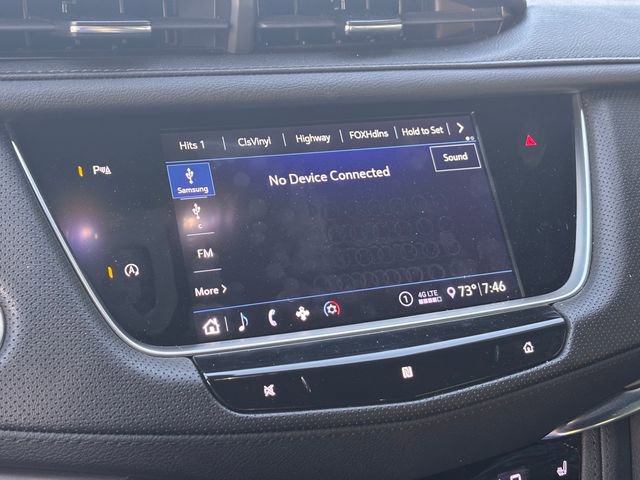 Hits 1 ClsVinyl Highway FOXHdlns Hold to Set
Samsung
No Device Connected
Sound
c
FM
More
1 4G LTE 73° 7:46
P
A
N